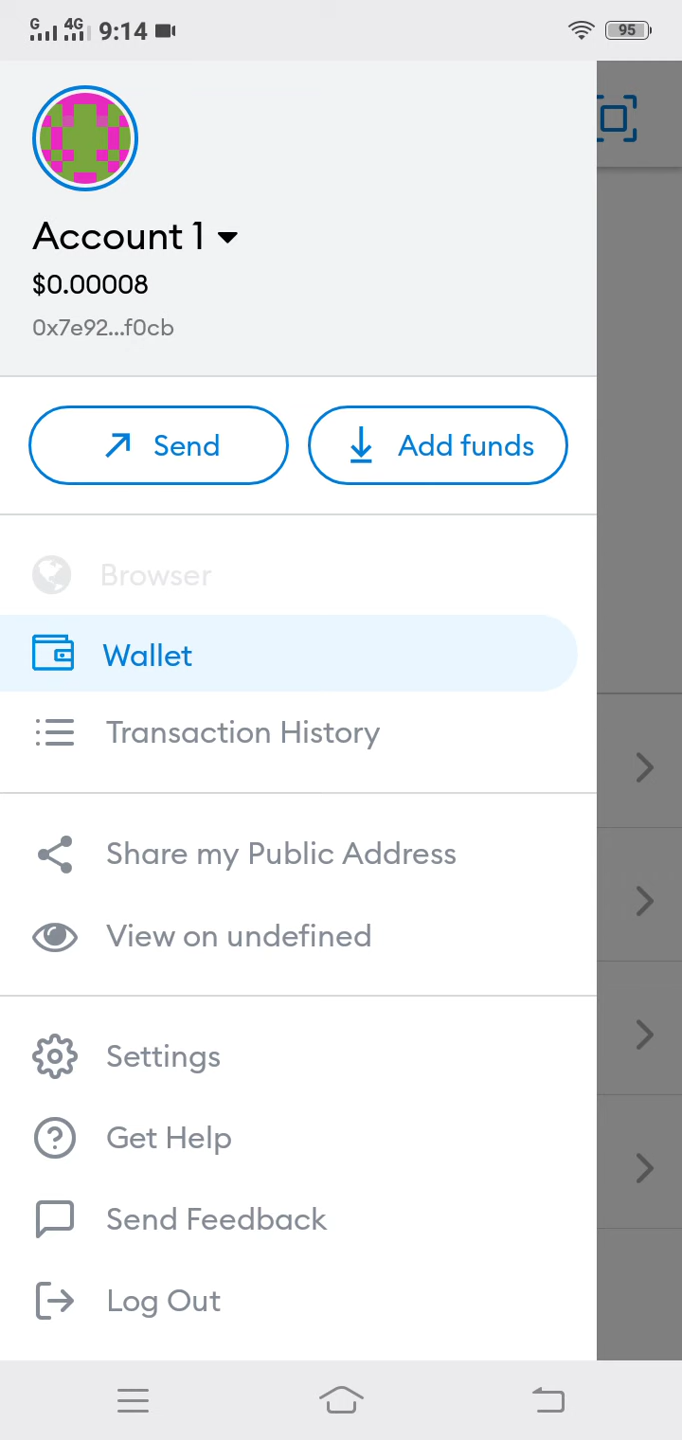 G 4G 9:14 95
Account 1
$0.00008
0x7e92...f0cb
Send Add funds
Browser
Wallet
Transaction History
Share my Public Address
View on undefined
Settings
Get Help
Send Feedback
Log Out